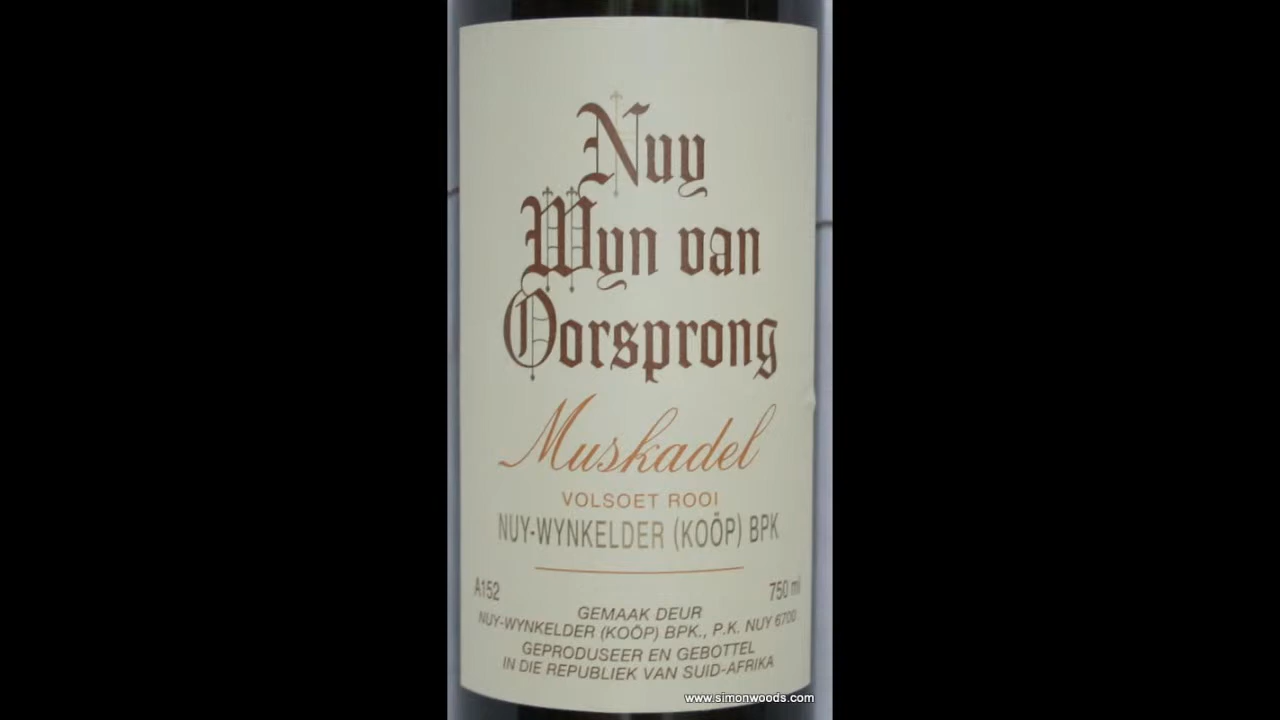 Nuy
Wyn van
Oorsprong
Muskadel
VOLSOET ROOI
NUY-WYNKELDER (KOÖP) BPK
A152
750 ml
GEMAAK DEUR
NUY-WYNKELDER (KOÖP) BPK., P.K. NUY 6700
GEPRODUSEER EN GEBOTTEL
IN DIE REPUBLIEK VAN SUID-AFRIKA
www.simonwoods.com